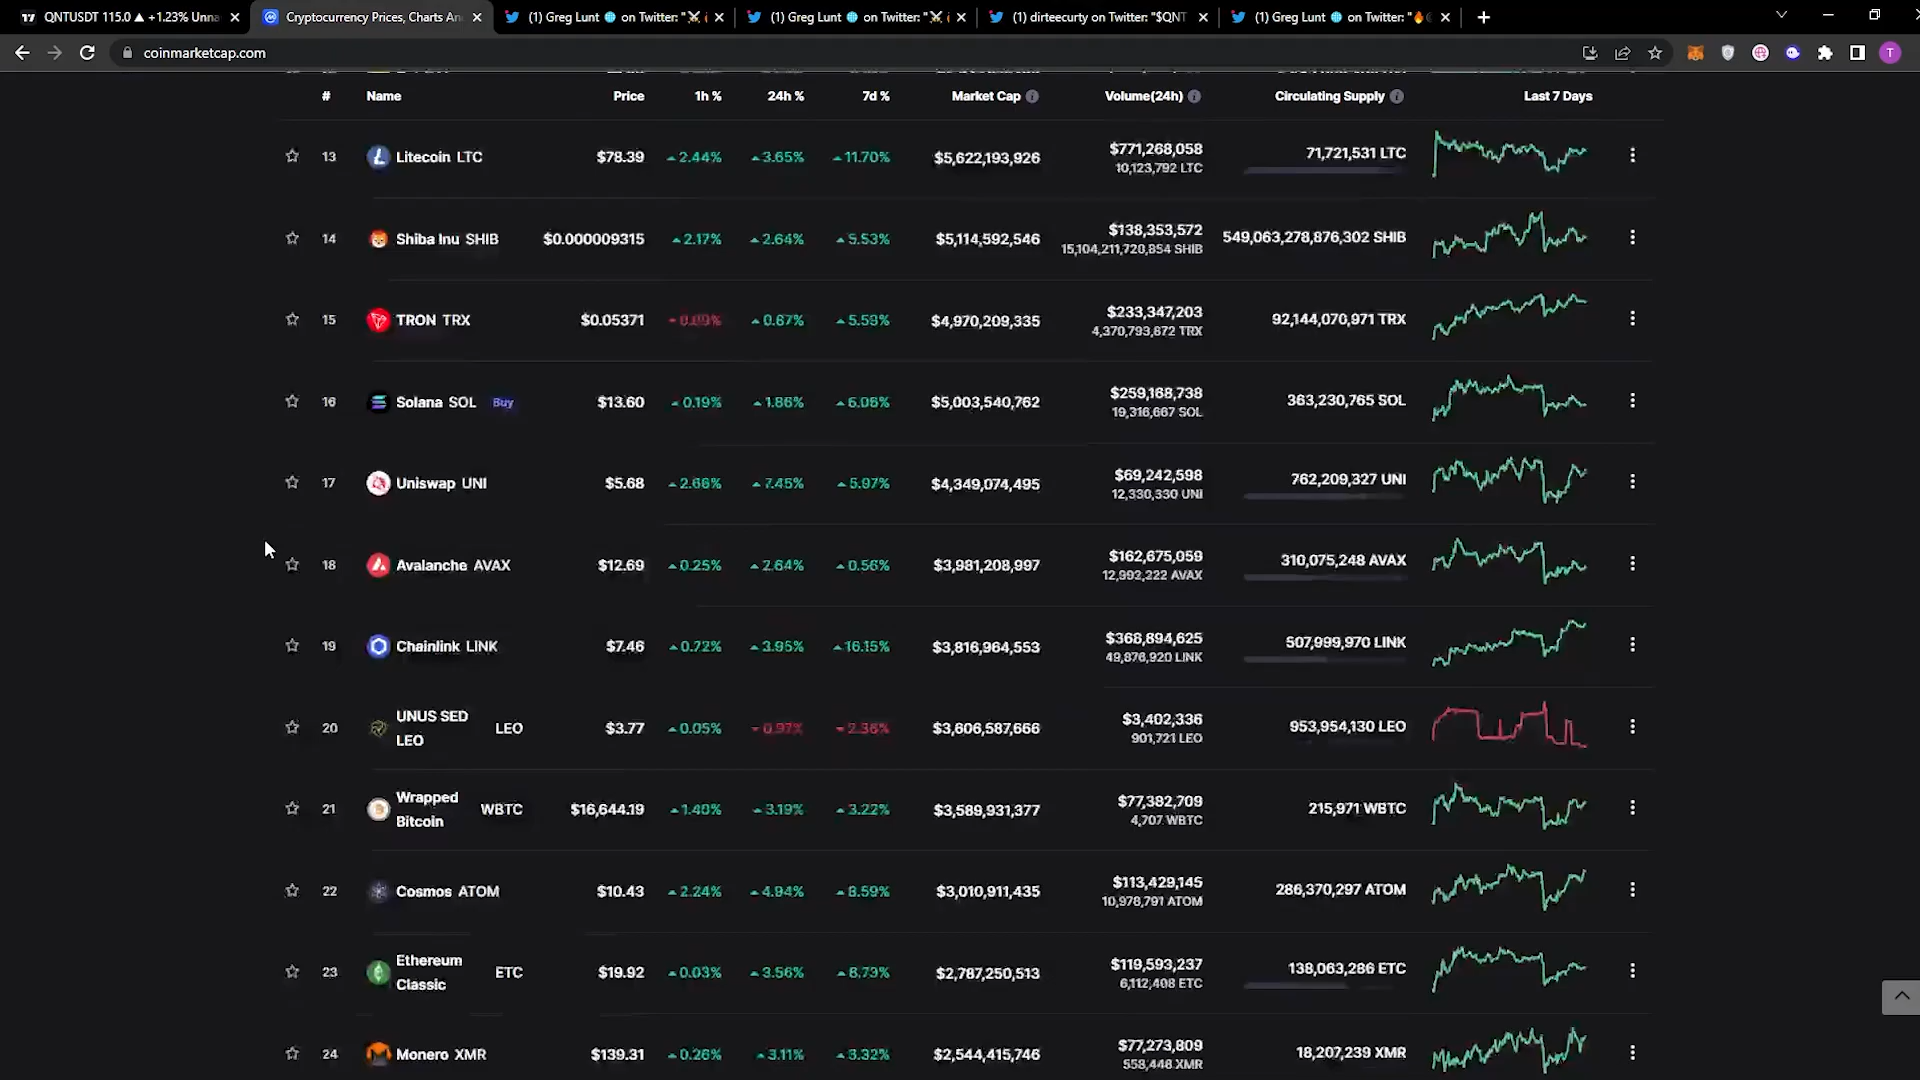 QNTUSDT 115.0 ▲ +1.23% Unna
Cryptocurrency Prices, Charts An
(1) Greg Lunt 🌐 on Twitter: "⚔️
(1) Greg Lunt 🌐 on Twitter: "⚔️
(1) dirteecurty on Twitter: "$QNT
(1) Greg Lunt 🌐 on Twitter: "🔥
coinmarketcap.com
T
# Name Price 1h % 24h % 7d % Market Cap Volume(24h) Circulating Supply Last 7 Days
13 Litecoin LTC $78.39 2.44% 3.65% 11.70% $5,622,193,926 $771,268,058 71,721,531 LTC
10,123,792 LTC
14 Shiba Inu SHIB $0.000009315 2.17% 2.64% 5.53% $5,114,592,546 $138,353,572 549,063,278,876,302 SHIB
15,104,211,720,854 SHIB
15 TRON TRX $0.05371 0.67% 5.59% $4,970,209,335 $233,347,203 92,144,070,971 TRX
4,370,793,872 TRX
16 Solana SOL Buy $13.60 0.19% 1.86% 6.06% $5,003,540,762 $259,168,738 363,230,765 SOL
19,316,667 SOL
17 Uniswap UNI $5.68 2.66% 7.45% 5.97% $4,349,074,495 $69,242,598 762,209,327 UNI
12,330,330 UNI
18 Avalanche AVAX $12.69 0.25% 2.64% 0.56% $3,981,208,997 $162,675,059 310,075,248 AVAX
12,992,222 AVAX
19 Chainlink LINK $7.46 0.72% 3.95% 16.15% $3,816,964,553 $368,894,625 507,999,970 LINK
49,876,920 LINK
20 UNUS SED LEO LEO $3.77 0.05% 0.97% 2.36% $3,606,587,666 $3,402,336 953,954,130 LEO
901,721 LEO
21 Wrapped Bitcoin WBTC $16,644.19 1.40% 3.19% 3.22% $3,589,931,377 $77,382,709 215,971 WBTC
4,707 WBTC
22 Cosmos ATOM $10.43 2.24% 4.94% 8.59% $3,010,911,435 $113,429,145 286,370,297 ATOM
10,978,791 ATOM
23 Ethereum Classic ETC $19.92 0.03% 3.56% 8.73% $2,787,250,513 $119,593,237 138,063,286 ETC
6,112,408 ETC
24 Monero XMR $139.31 0.26% 3.11% $2,544,415,746 $77,273,809 18,207,239 XMR
558,448 XMR